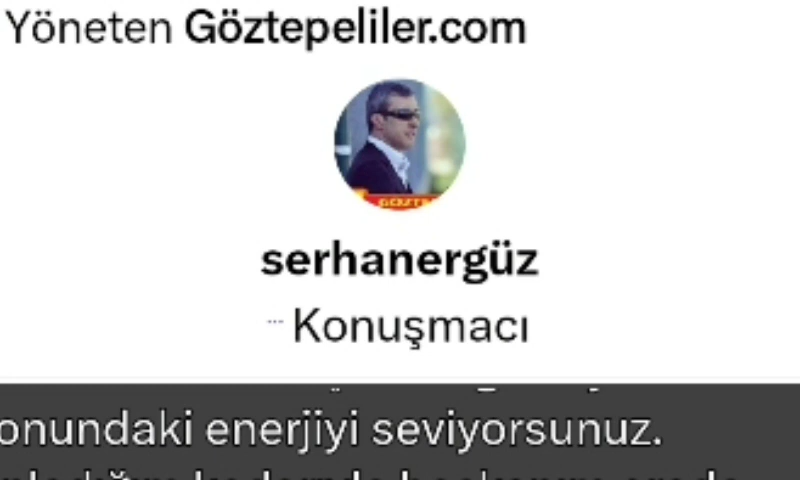 Yöneten Göztepeliler.com
serhanergüz
Konuşmacı
onundaki enerjiyi seviyorsunuz.